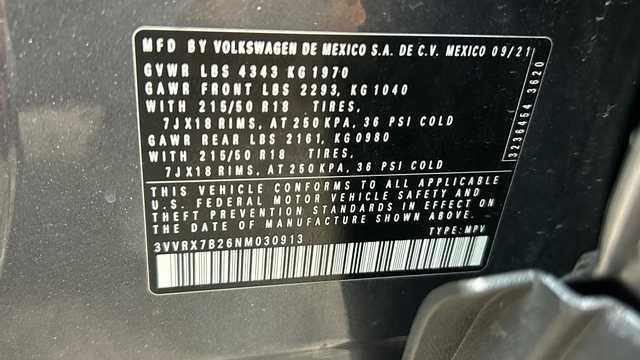 MFD BY VOLKSWAGEN DE MEXICO S.A. DE C.V. MEXICO 09/21
GVWR LBS 4343 KG 1970
GAWR FRONT LBS 2293, KG 1040
WITH 215/50 R18 TIRES,
7JX18 RIMS, AT 250 KPA, 36 PSI COLD
GAWR REAR LBS 2161, KG 0980
WITH 215/50 R18 TIRES,
7JX18 RIMS, AT 250 KPA, 36 PSI COLD
THIS VEHICLE CONFORMS TO ALL APPLICABLE
U.S. FEDERAL MOTOR VEHICLE SAFETY AND
THEFT PREVENTION STANDARDS IN EFFECT ON
THE DATE OF MANUFACTURE SHOWN ABOVE.
3VVRX7B26NM030913 TYPE: MPV
3236454 3620